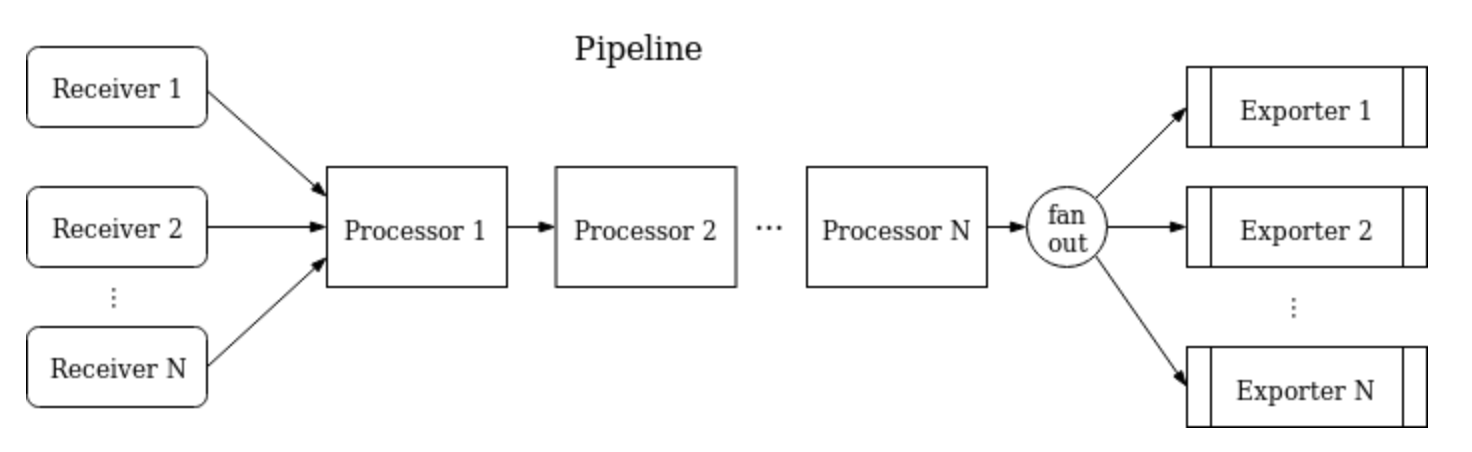 Pipeline
Receiver 1
Receiver 2
⋮
Receiver N
Processor 1
Processor 2
...
Processor N
fan
out
Exporter 1
Exporter 2
⋮
Exporter N